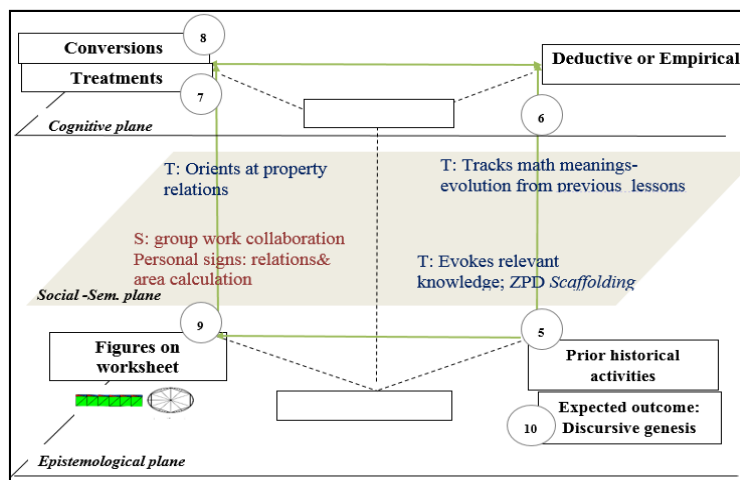 8
Conversions
Deductive or Empirical
Treatments
7
6
Cognitive plane
T: Orients at property
relations
T: Tracks math meanings-
evolution from previous lessons
S: group work collaboration
Personal signs: relations&
area calculation
T: Evokes relevant
knowledge; ZPD Scaffolding
Social -Sem. plane
9
5
Figures on
worksheet
Prior historical
activities
10
Expected outcome:
Discursive genesis
Epistemological plane